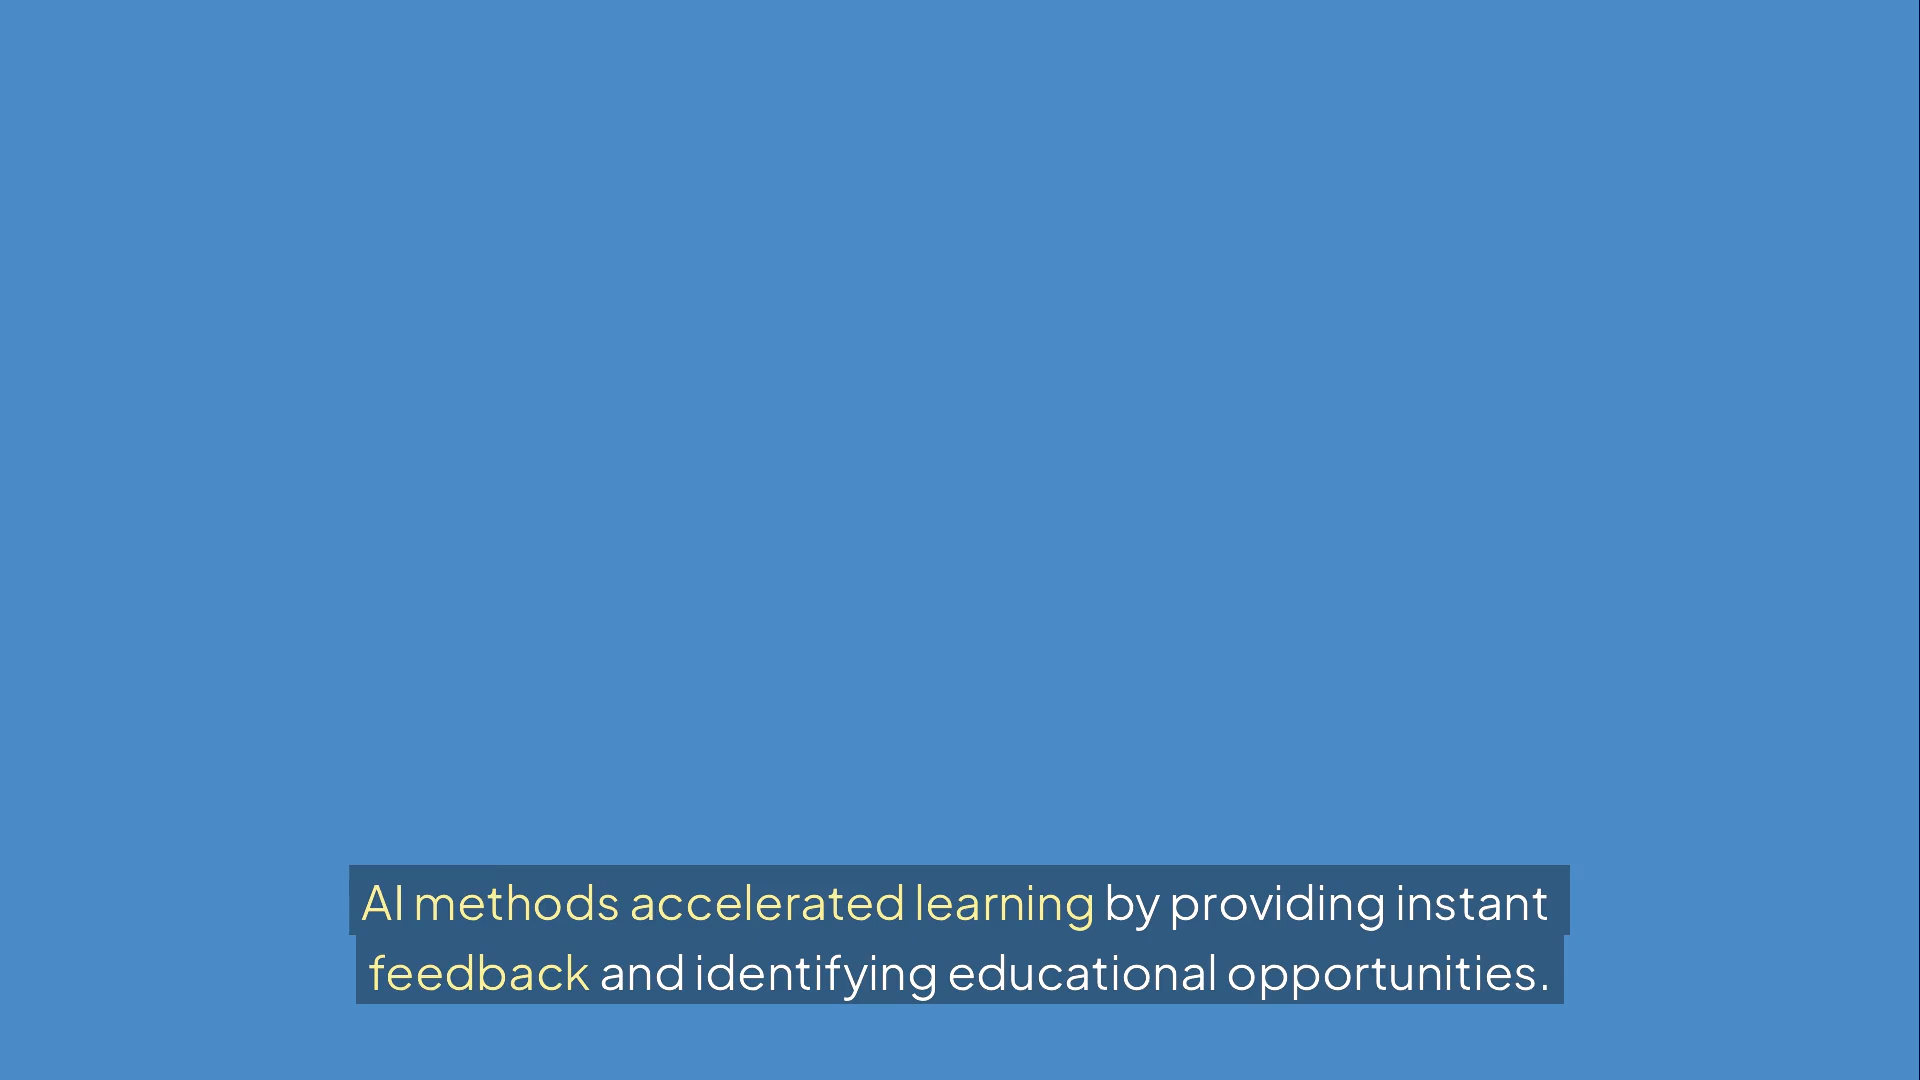 AI methods accelerated learning by providing instant
feedback and identifying educational opportunities.